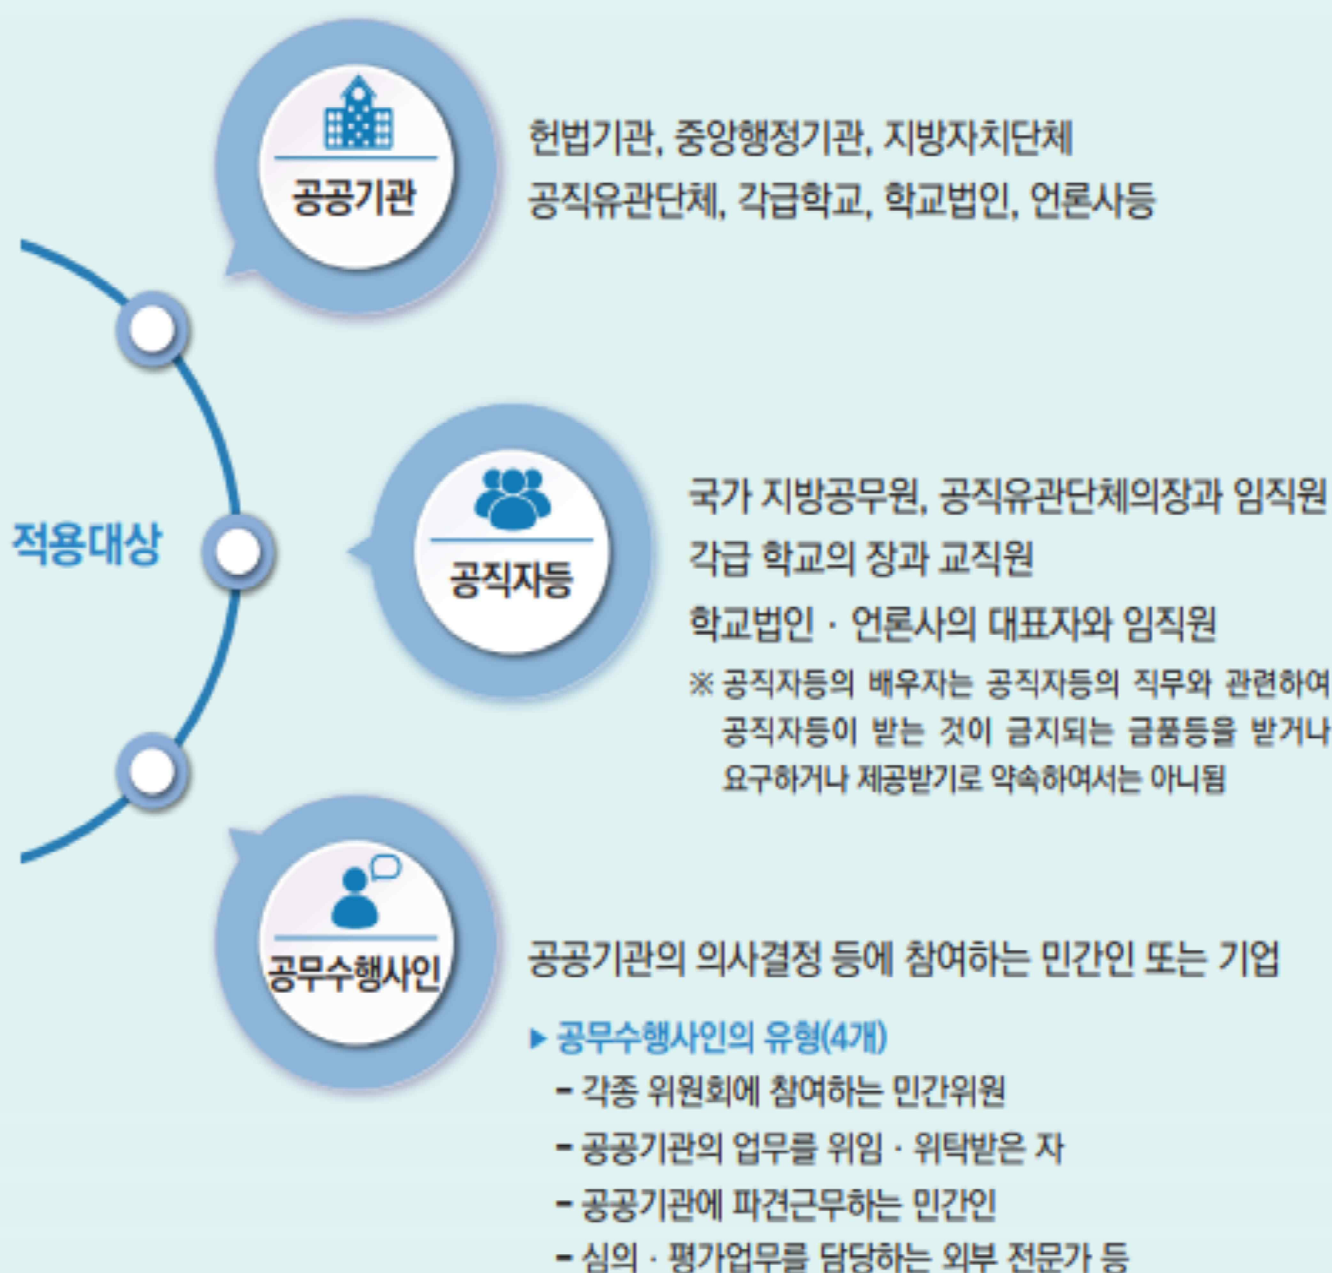 공공기관
헌법기관, 중앙행정기관, 지방자치단체
공직유관단체, 각급학교, 학교법인, 언론사등
적용대상
공직자등
국가 지방공무원, 공직유관단체의장과 임직원
각급 학교의 장과 교직원
학교법인 · 언론사의 대표자와 임직원
※ 공직자등의 배우자는 공직자등의 직무와 관련하여
공직자등이 받는 것이 금지되는 금품등을 받거나
요구하거나 제공받기로 약속하여서는 아니됨
공무수행사인
공공기관의 의사결정 등에 참여하는 민간인 또는 기업
▶ 공무수행사인의 유형(4개)
- 각종 위원회에 참여하는 민간위원
- 공공기관의 업무를 위임 · 위탁받은 자
- 공공기관에 파견근무하는 민간인
- 심의 · 평가업무를 담당하는 외부 전문가 등